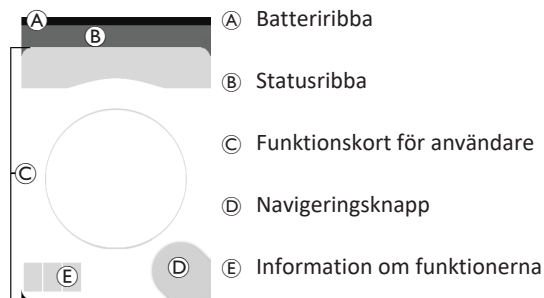 Ⓐ Ⓐ Batteriribba
Ⓑ
Ⓑ Statusribba
Ⓒ Funktionskort för användare
Ⓒ
Ⓓ Navigeringsknapp
Ⓔ Ⓓ Ⓔ Information om funktionerna